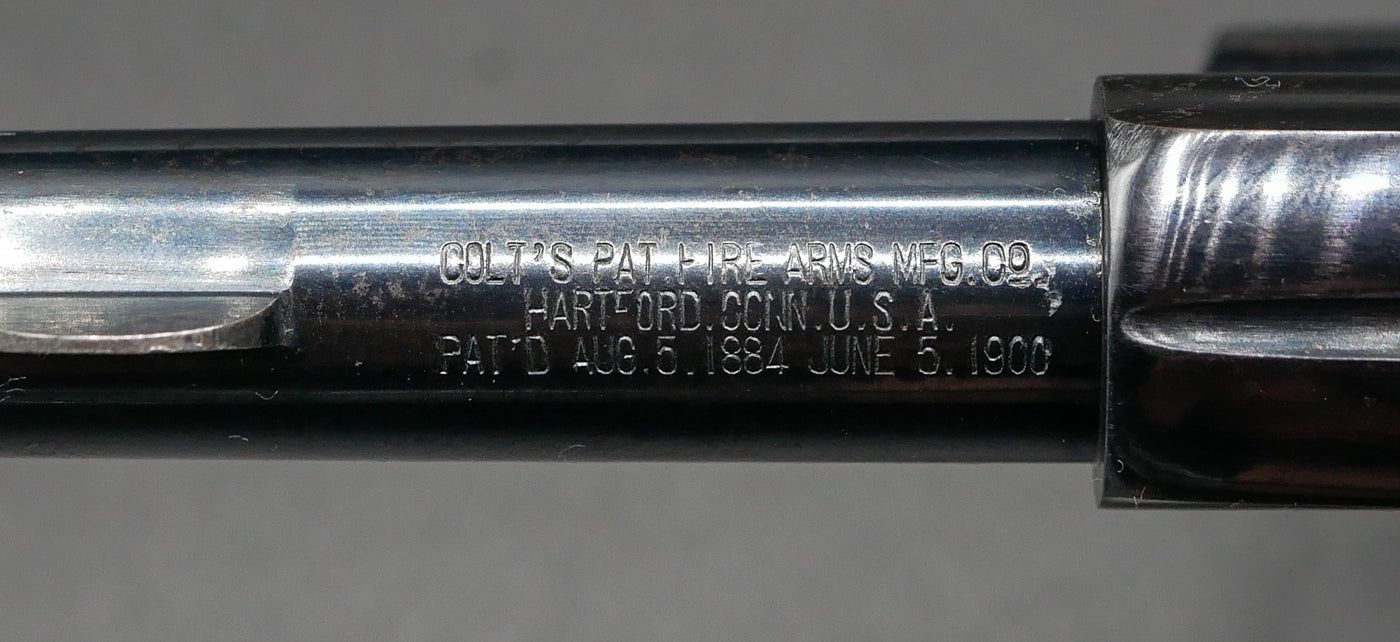 COLT'S PAT. FIRE ARMS MFG. CO.
HARTFORD. CONN. U.S.A.
PAT'D AUG. 5. 1884 JUNE 5. 1900